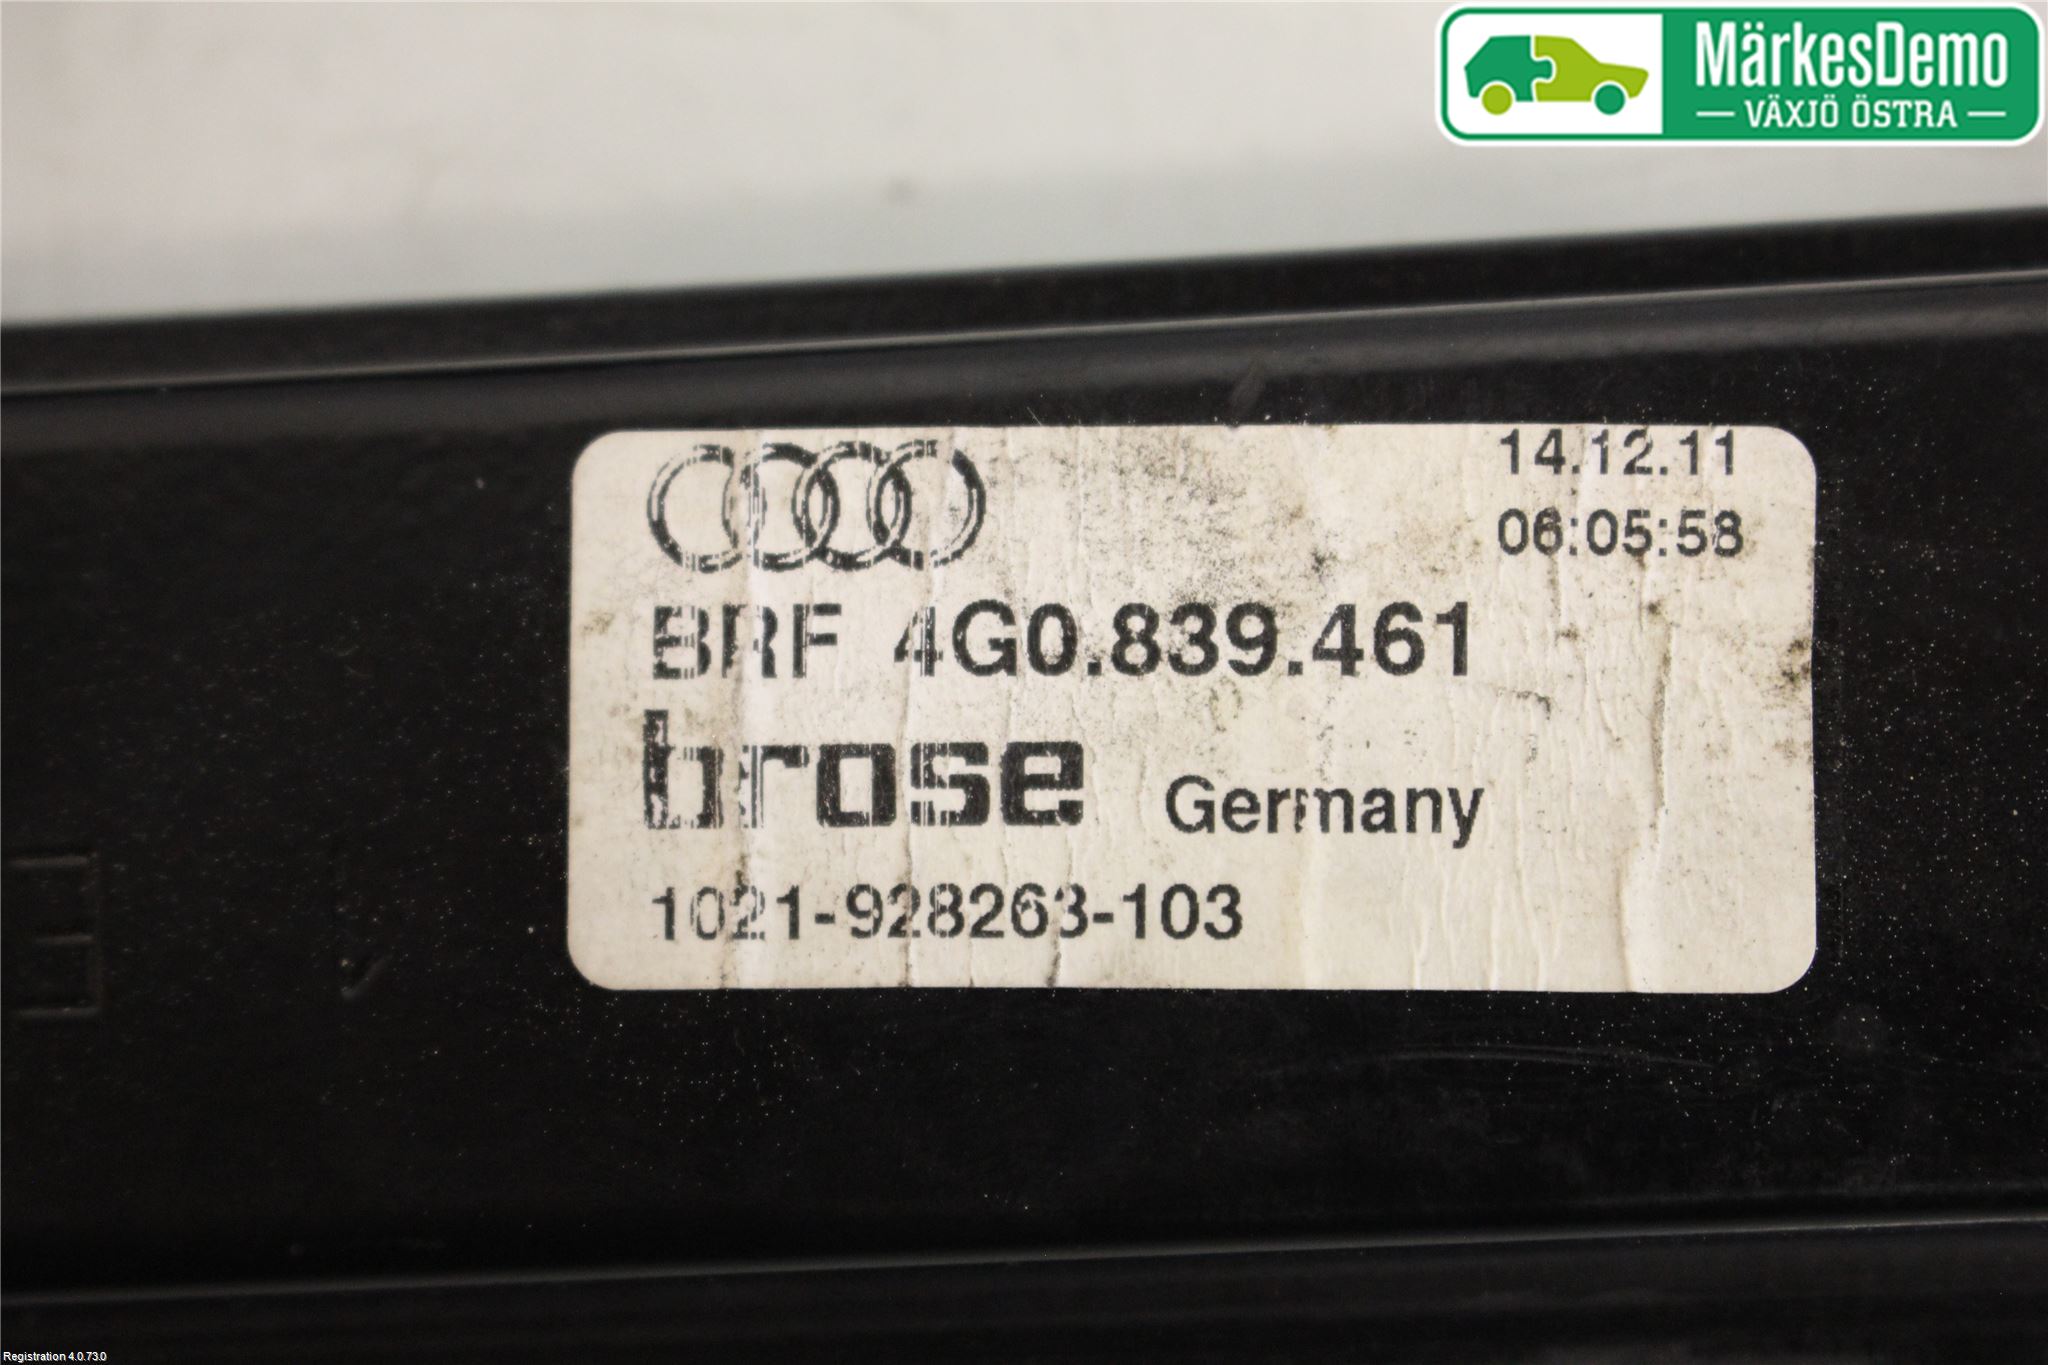 MärkesDemo
VÄXJÖ ÖSTRA
14.12.11
06:05:58
BRF 4G0.839.461
brose Germany
1021-928263-103
Registration 4.0.73.0